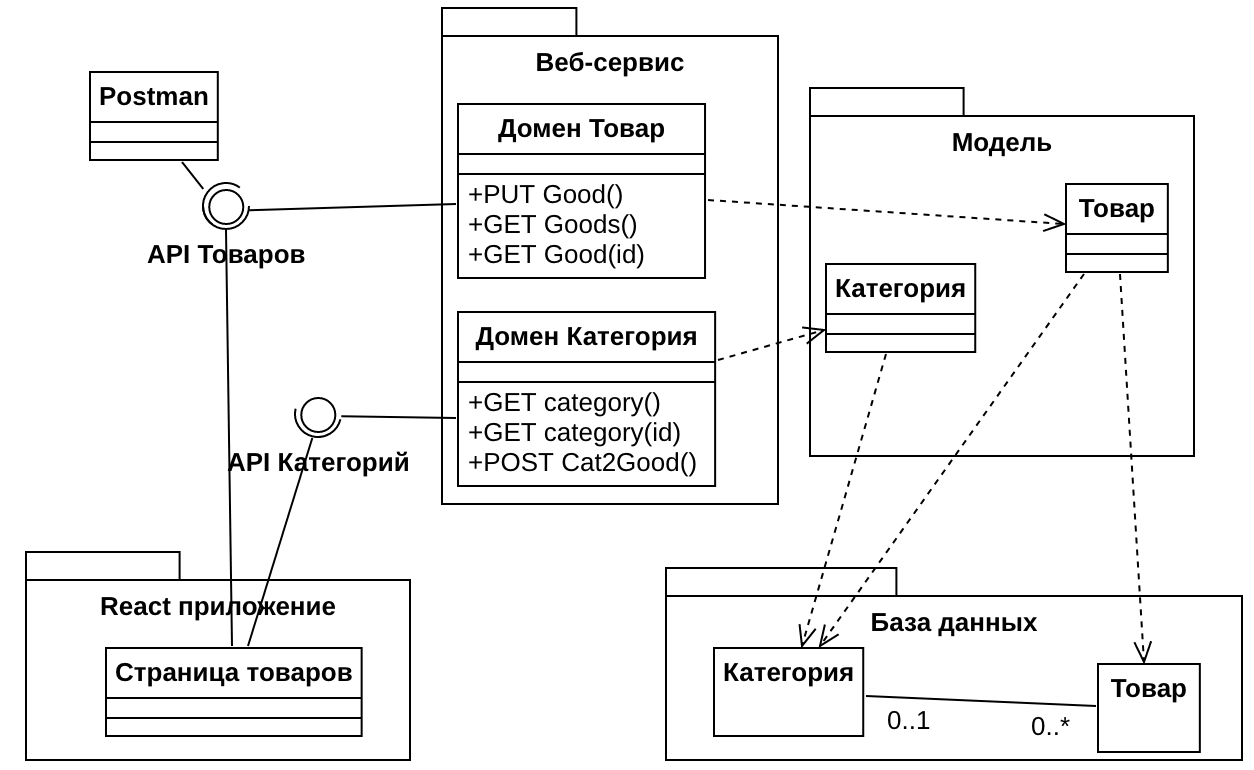 Postman
API Товаров
Веб-сервис
Домен Товар
+PUT Good()
+GET Goods()
+GET Good(id)
Домен Категория
+GET category()
+GET category(id)
+POST Cat2Good()
Модель
Товар
Категория
API Категорий
React приложение
Страница товаров
База данных
Категория
Товар
0..1
0..*